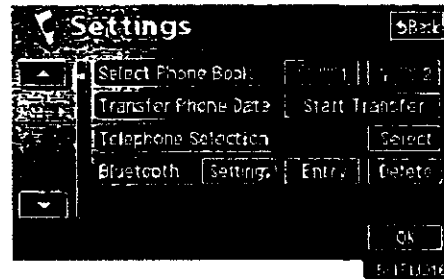 Settings
Back
Select Phone Book
Transfer Phone Data Start Transfer
Telephone Selection Select
Bluetooth Settings Entry Delete
OK